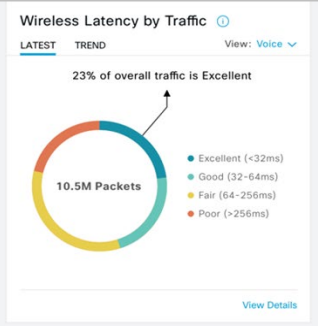 Wireless Latency by Traffic
LATEST TREND View: Voice
23% of overall traffic is Excellent
10.5M Packets
Excellent (<32ms)
Good (32-64ms)
Fair (64-256ms)
Poor (>256ms)
View Details